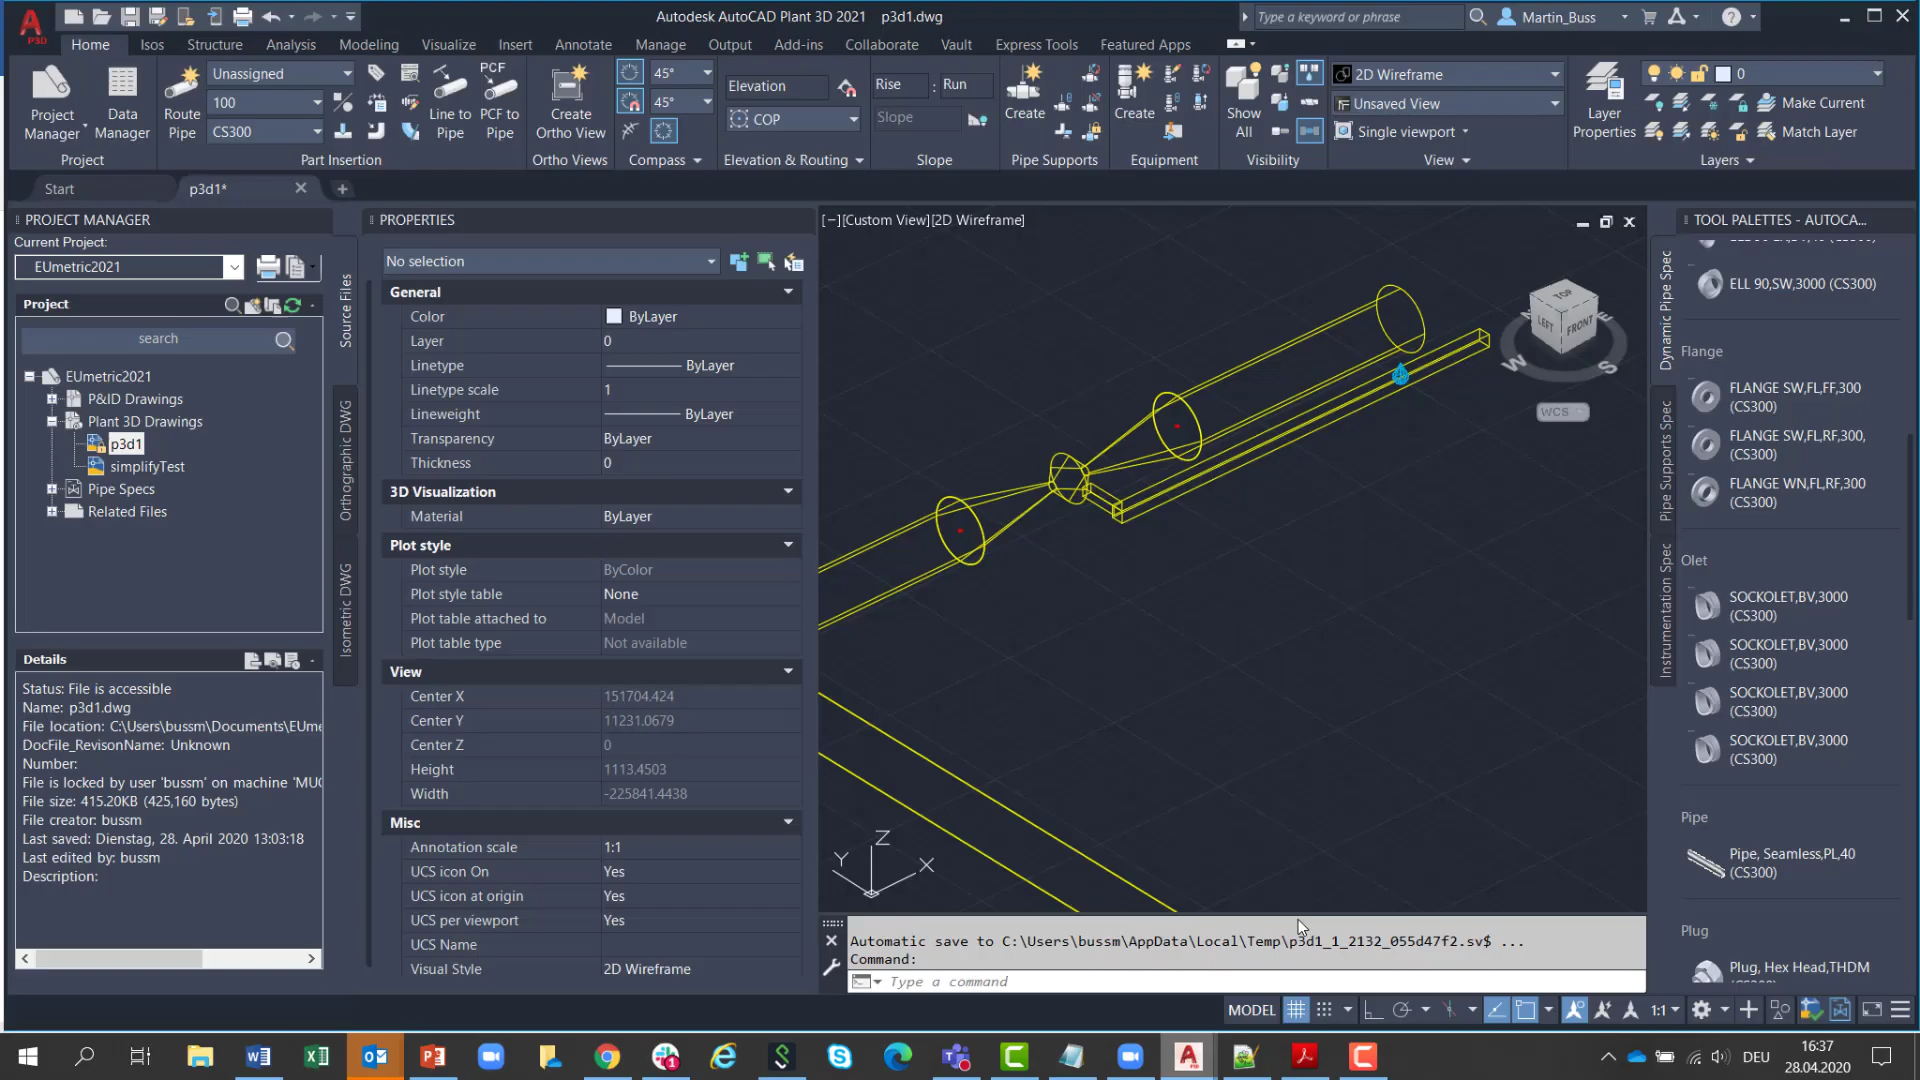 Autodesk AutoCAD Plant 3D 2021 p3d1.dwg
Type a keyword or phrase
Martin_Buss
P3D
Home Isos Structure Analysis Modeling Visualize Insert Annotate Manage Output Add-ins Collaborate Vault Express Tools Featured Apps
Project Manager
Data Manager
Project
Route Pipe
Unassigned
100
CS300
Line to Pipe
PCF
PCF to Pipe
Part Insertion
Create Ortho View
Ortho Views
45°
45°
Compass
Elevation
COP
Elevation & Routing
Rise : Run
Slope
Slope
Create
Pipe Supports
Create
Equipment
Show All
Visibility
2D Wireframe
Unsaved View
Single viewport
View
Layer Properties
0
Make Current
Match Layer
Layers
Start
p3d1*
PROJECT MANAGER
Current Project:
EUmetric2021
Project
search
EUmetric2021
P&ID Drawings
Plant 3D Drawings
p3d1
simplifyTest
Pipe Specs
Related Files
Source Files
Orthographic DWG
Isometric DWG
Details
Status: File is accessible
Name: p3d1.dwg
File location: C:\Users\bussm\Documents\EUme
DocFile_RevisonName: Unknown
Number:
File is locked by user 'bussm' on machine 'MUC
File size: 415.20KB (425,160 bytes)
File creator: bussm
Last saved: Dienstag, 28. April 2020 13:03:18
Last edited by: bussm
Description:
PROPERTIES
No selection
General
Color ByLayer
Layer 0
Linetype ByLayer
Linetype scale 1
Lineweight ByLayer
Transparency ByLayer
Thickness 0
3D Visualization
Material ByLayer
Plot style
Plot style ByColor
Plot style table None
Plot table attached to Model
Plot table type Not available
View
Center X 151704.424
Center Y 11231.0679
Center Z 0
Height 1113.4503
Width -225841.4438
Misc
Annotation scale 1:1
UCS icon On Yes
UCS icon at origin Yes
UCS per viewport Yes
UCS Name
Visual Style 2D Wireframe
[−][Custom View][2D Wireframe]
TOP
LEFT FRONT
W S E
WCS
Z
Y X
Automatic save to C:\Users\bussm\AppData\Local\Temp\p3d1_1_2132_055d47f2.sv$ ...
Command:
Type a command
TOOL PALETTES - AUTOCA...
Dynamic Pipe Spec
Pipe Supports Spec
Instrumentation Spec
ELL 90,SW,3000 (CS300)
Flange
FLANGE SW,FL,FF,300
(CS300)
FLANGE SW,FL,RF,300,
(CS300)
FLANGE WN,FL,RF,300
(CS300)
Olet
SOCKOLET,BV,3000
(CS300)
SOCKOLET,BV,3000
(CS300)
SOCKOLET,BV,3000
(CS300)
SOCKOLET,BV,3000
(CS300)
Pipe
Pipe, Seamless,PL,40
(CS300)
Plug
Plug, Hex Head,THDM
MODEL
1:1
DEU
16:37
28.04.2020